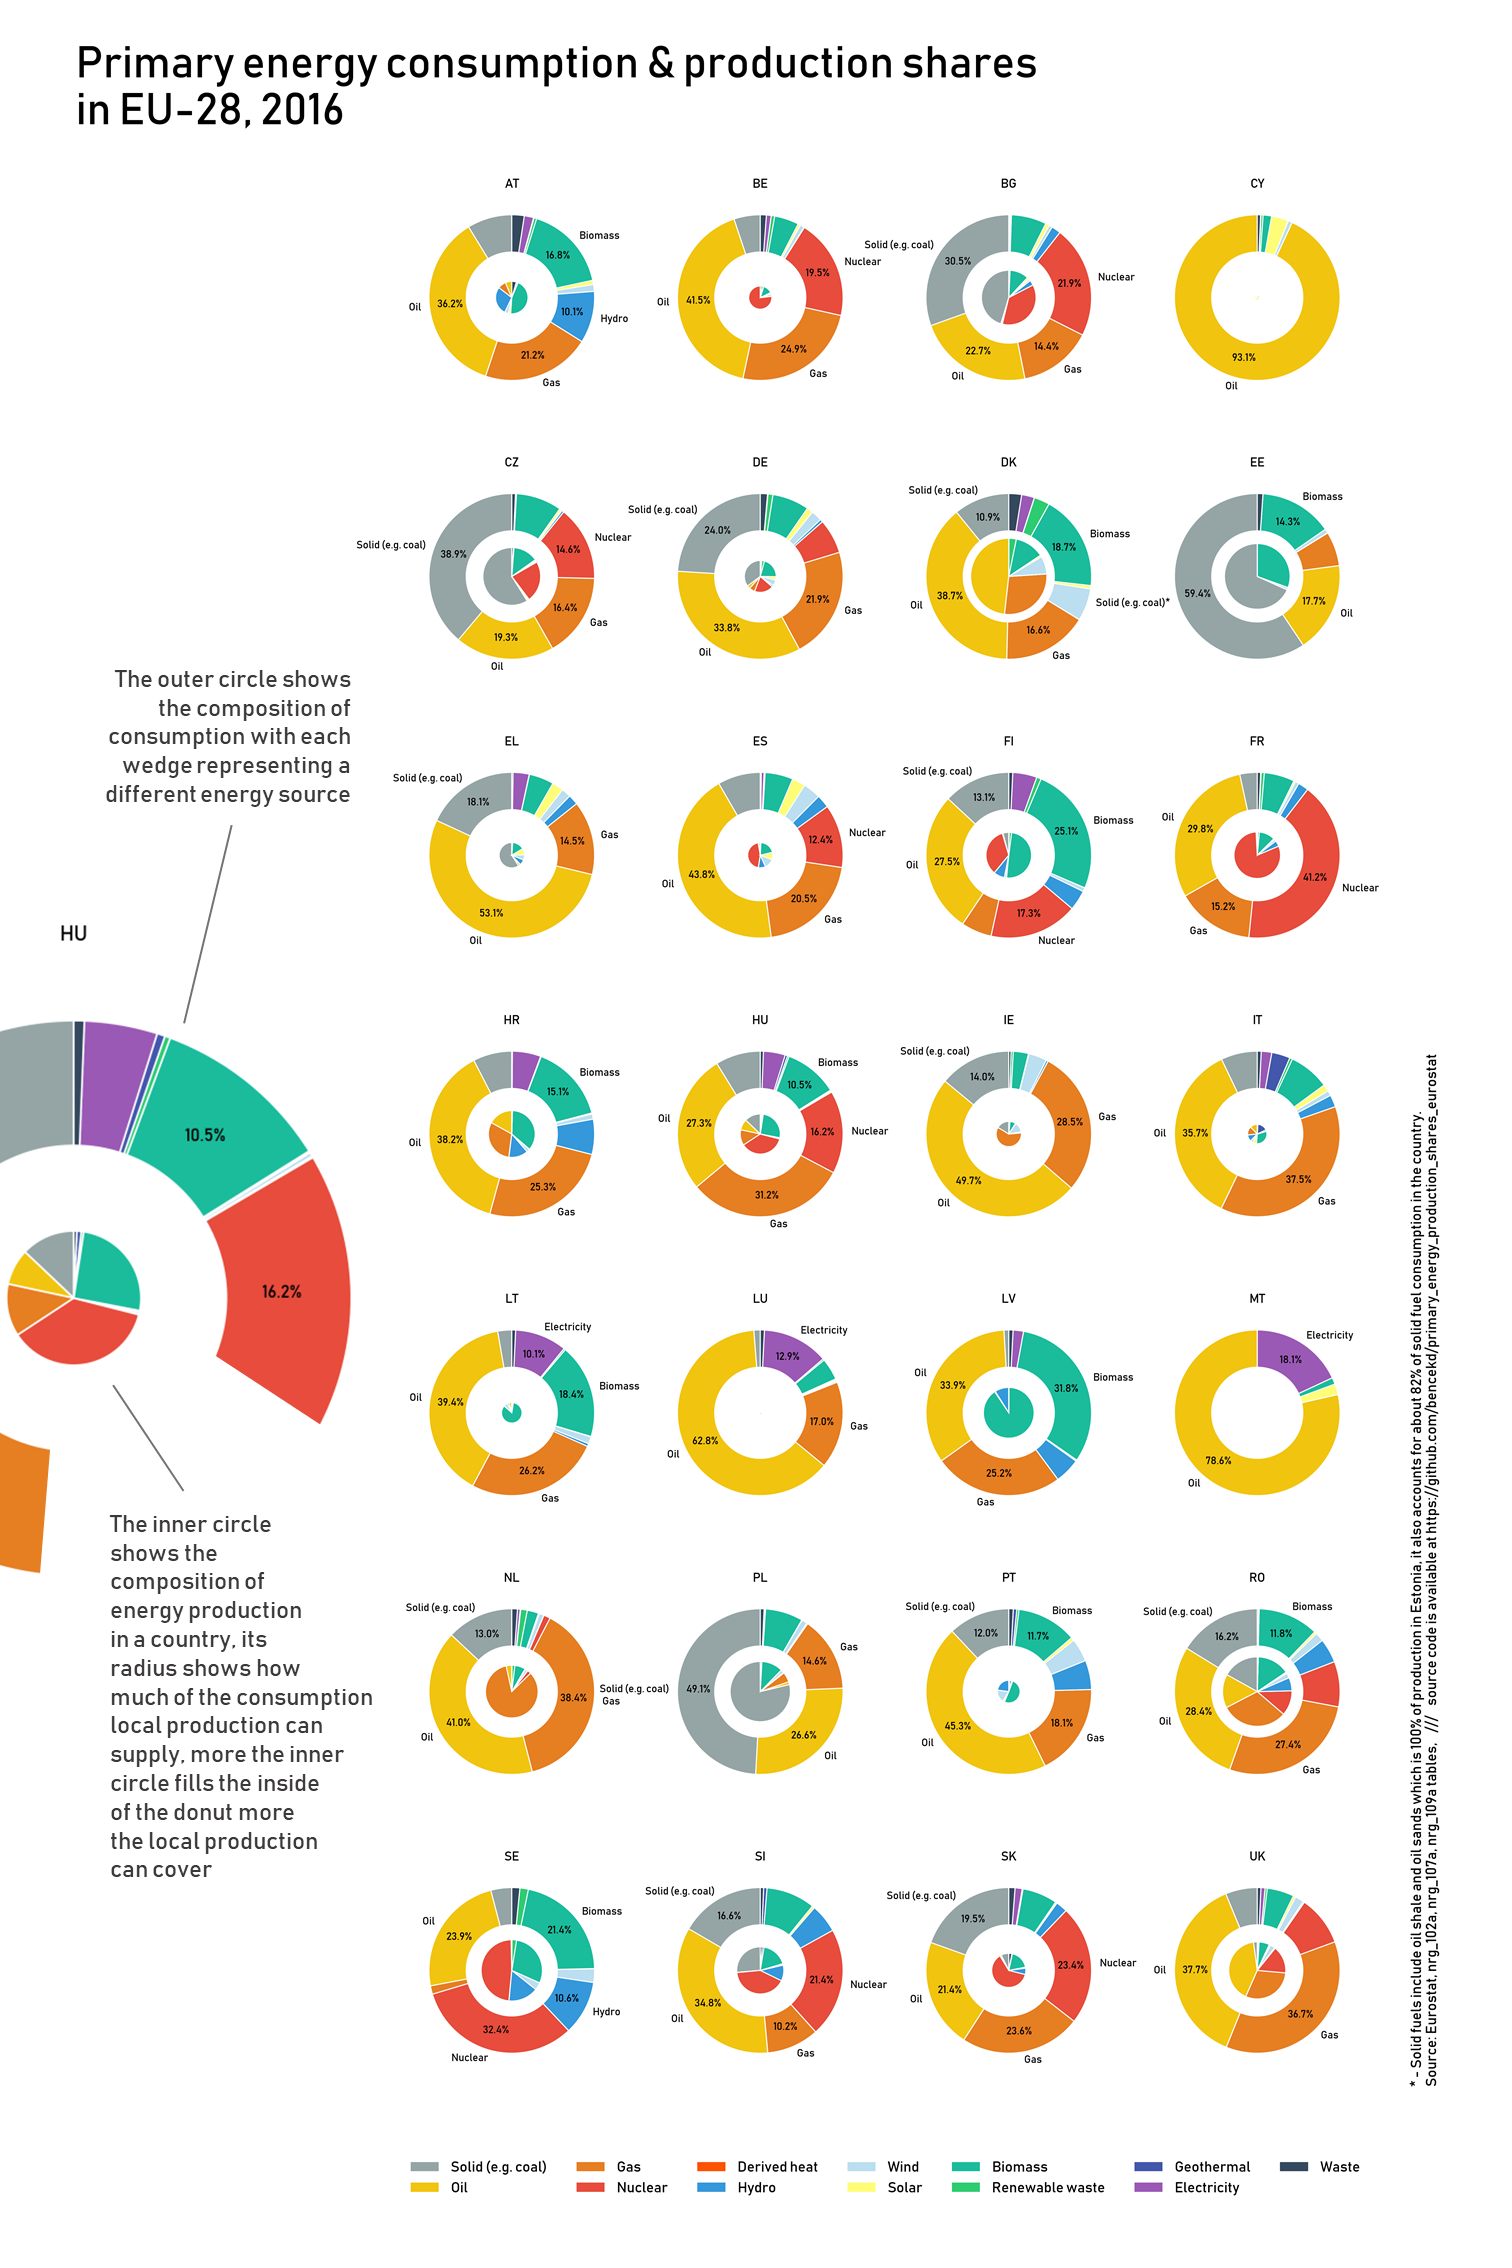 Primary energy consumption & production shares
in EU-28, 2016
AT
Biomass
16.8%
Oil
36.2%
10.1%
Hydro
21.2%
Gas
BE
19.5%
Nuclear
Oil
41.5%
24.9%
Gas
BG
Solid (e.g. coal)
30.5%
21.9%
Nuclear
22.7%
14.4%
Oil
Gas
CY
93.1%
Oil
CZ
Solid (e.g. coal)
38.9%
14.6%
Nuclear
16.4%
Gas
19.3%
Oil
DE
Solid (e.g. coal)
24.0%
21.9%
Gas
33.8%
Oil
DK
Solid (e.g. coal)
10.9%
18.7%
Biomass
Oil
38.7%
Solid (e.g. coal)*
16.6%
Gas
EE
Biomass
14.3%
59.4%
17.7%
Oil
The outer circle shows
the composition of
consumption with each
wedge representing a
different energy source
EL
Solid (e.g. coal)
18.1%
14.5%
Gas
53.1%
Oil
ES
12.4%
Nuclear
Oil
43.8%
20.5%
Gas
FI
Solid (e.g. coal)
13.1%
25.1%
Biomass
Oil
27.5%
17.3%
Nuclear
FR
Oil
29.8%
41.2%
Nuclear
15.2%
Gas
HU
10.5%
16.2%
HR
Biomass
15.1%
Oil
38.2%
25.3%
Gas
HU
Biomass
10.5%
Oil
27.3%
16.2%
Nuclear
31.2%
Gas
IE
Solid (e.g. coal)
14.0%
28.5%
Gas
49.7%
Oil
IT
Oil
35.7%
37.5%
Gas
LT
Electricity
10.1%
Biomass
18.4%
Oil
39.4%
26.2%
Gas
LU
Electricity
12.9%
17.0%
Gas
62.8%
Oil
LV
Oil
33.9%
31.8%
Biomass
25.2%
Gas
MT
Electricity
18.1%
78.6%
Oil
The inner circle
shows the
composition of
energy production
in a country, its
radius shows how
much of the consumption
local production can
supply, more the inner
circle fills the inside
of the donut more
the local production
can cover
NL
Solid (e.g. coal)
13.0%
38.4%
Gas
41.0%
Oil
PL
Solid (e.g. coal)
49.1%
Gas
14.6%
26.6%
Oil
PT
Solid (e.g. coal)
12.0%
11.7%
Biomass
45.3%
18.1%
Oil
Gas
RO
Solid (e.g. coal)
16.2%
11.8%
Biomass
28.4%
Oil
27.4%
Gas
SE
Oil
23.9%
21.4%
Biomass
10.6%
Hydro
32.4%
Nuclear
SI
Solid (e.g. coal)
16.6%
21.4%
Nuclear
34.8%
Oil
10.2%
Gas
SK
Solid (e.g. coal)
19.5%
23.4%
Nuclear
21.4%
Oil
23.6%
Gas
UK
Oil
37.7%
36.7%
Gas
* - Solid fuels include oil shale and oil sands which is 100% of production in Estonia, it also accounts for about 82% of solid fuel consumption in the country.
Source: Eurostat, nrg_102a, nrg_107a, nrg_109a tables, /// source code is available at https://github.com/bencekd/primary_energy_production_shares_eurostat
Solid (e.g. coal)
Gas
Derived heat
Wind
Biomass
Geothermal
Waste
Oil
Nuclear
Hydro
Solar
Renewable waste
Electricity